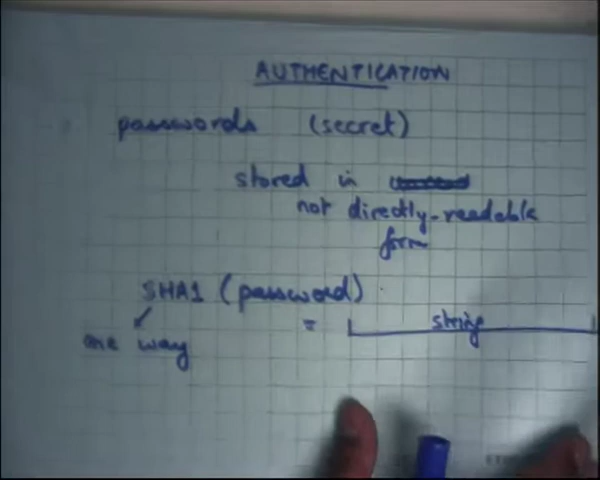 AUTHENTICATION
passwords (secret)
stored in
not directly-readable
form
SHA1 (password)
= string
one way